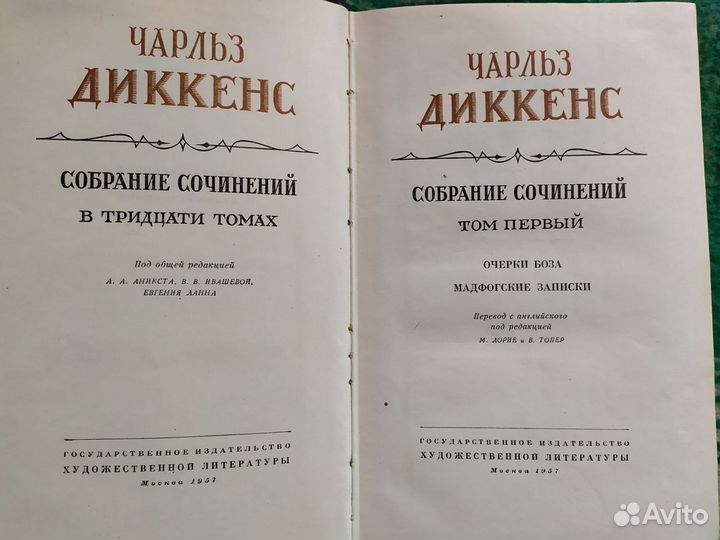 ЧАРЛЬЗ
ДИККЕНС
СОБРАНИЕ СОЧИНЕНИЙ
В ТРИДЦАТИ ТОМАХ
Под общей редакцией
А. А. АНИКСТА, В. В. ИВАШЕВОЙ,
ЕВГЕНИЯ ЛАННА
ГОСУДАРСТВЕННОЕ ИЗДАТЕЛЬСТВО
ХУДОЖЕСТВЕННОЙ ЛИТЕРАТУРЫ
Москва 1957
ЧАРЛЬЗ
ДИККЕНС
СОБРАНИЕ СОЧИНЕНИЙ
ТОМ ПЕРВЫЙ
ОЧЕРКИ БОЗА
МАДФОГСКИЕ ЗАПИСКИ
Перевод с английского
под редакцией
М. ЛОРИЕ и В. ТОПЕР
ГОСУДАРСТВЕННОЕ ИЗДАТЕЛЬСТВО
ХУДОЖЕСТВЕННОЙ ЛИТЕРАТУРЫ
Москва 1957
Avito